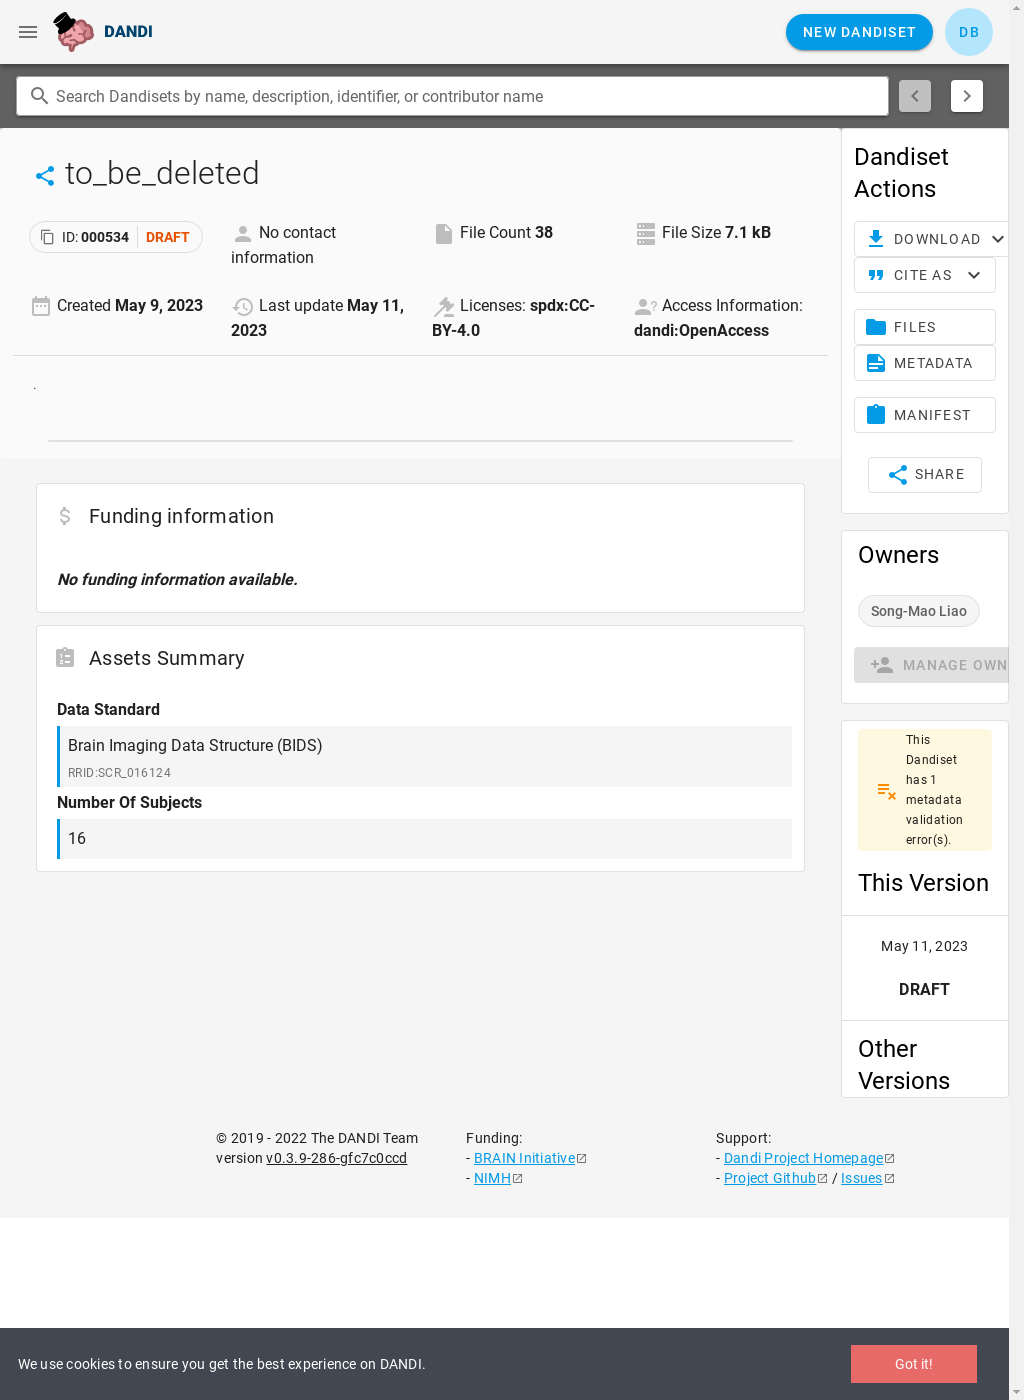 DANDI
NEW DANDISET
DB
Search Dandisets by name, description, identifier, or contributor name
to_be_deleted
ID: 000534 DRAFT
No contact
information
File Count 38
File Size 7.1 kB
Created May 9, 2023
Last update May 11,
2023
Licenses: spdx:CC-
BY-4.0
Access Information:
dandi:OpenAccess
.
Funding information
No funding information available.
Assets Summary
Data Standard
Brain Imaging Data Structure (BIDS)
RRID:SCR_016124
Number Of Subjects
16
Dandiset
Actions
DOWNLOAD
CITE AS
FILES
METADATA
MANIFEST
SHARE
Owners
Song-Mao Liao
MANAGE OWN
This
Dandiset
has 1
metadata
validation
error(s).
This Version
May 11, 2023
DRAFT
Other
Versions
© 2019 - 2022 The DANDI Team
version v0.3.9-286-gfc7c0ccd
Funding:
- BRAIN Initiative
- NIMH
Support:
- Dandi Project Homepage
- Project Github / Issues
We use cookies to ensure you get the best experience on DANDI.
Got it!